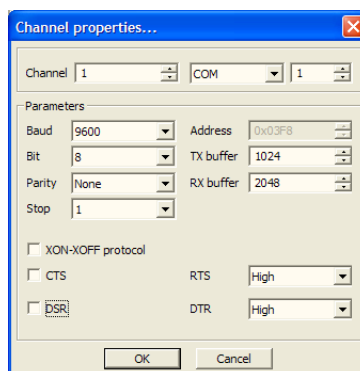 Channel properties...
Channel 1 COM 1
Parameters
Baud 9600 Address 0x03F8
Bit 8 TX buffer 1024
Parity None RX buffer 2048
Stop 1
XON-XOFF protocol
CTS RTS High
DSR DTR High
OK Cancel